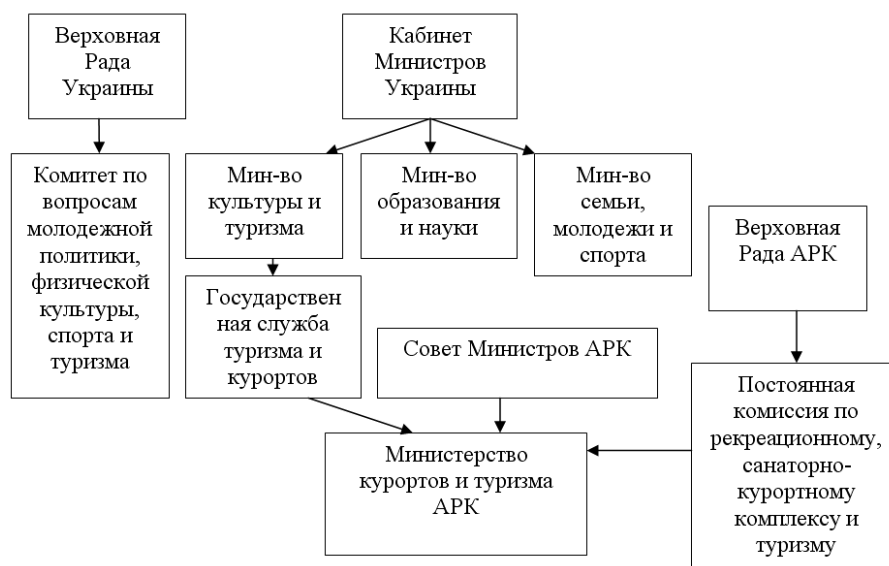 Верховная
Рада
Украины
Кабинет
Министров
Украины
Комитет по
вопросам
молодежной
политики,
физической
культуры,
спорта и
туризма
Мин-во
культуры и
туризма
Мин-во
образования
и науки
Мин-во
семьи,
молодежи и
спорта
Верховная
Рада АРК
Государствен
ная служба
туризма и
курортов
Совет Министров АРК
Министерство
курортов и туризма
АРК
Постоянная
комиссия по
рекреационному,
санаторно-
курортному
комплексу и
туризму